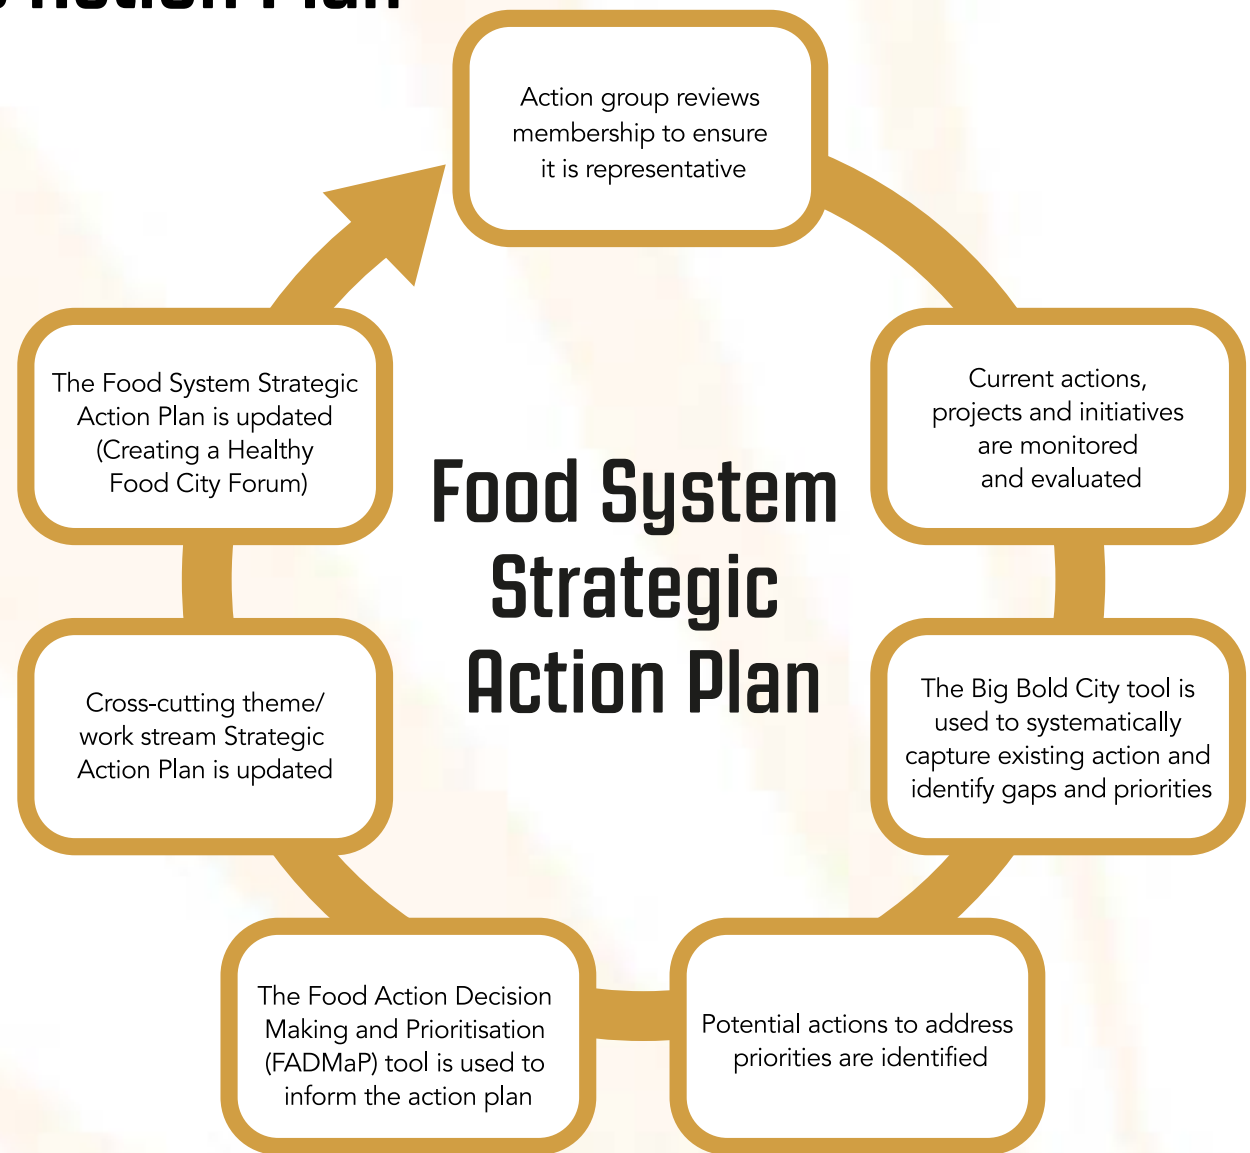 Action Plan
Action group reviews
membership to ensure
it is representative
Current actions,
projects and initiatives
are monitored
and evaluated
The Big Bold City tool is
used to systematically
capture existing action and
identify gaps and priorities
Potential actions to address
priorities are identified
The Food Action Decision
Making and Prioritisation
(FADMaP) tool is used to
inform the action plan
Cross-cutting theme/
work stream Strategic
Action Plan is updated
The Food System Strategic
Action Plan is updated
(Creating a Healthy
Food City Forum)
Food System
Strategic
Action Plan